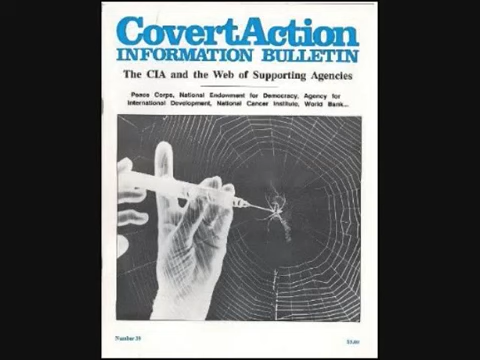 CovertAction
INFORMATION BULLETIN
The CIA and the Web of Supporting Agencies
Peace Corps, National Endowment for Democracy, Agency for
International Development, National Cancer Institute, World Bank...
Number